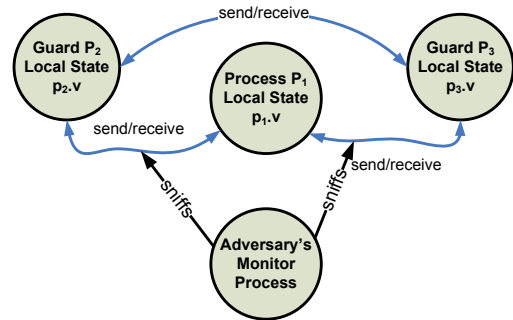 send/receive
Guard P2
Local State
p2.v
Process P1
Local State
p1.v
Guard P3
Local State
p3.v
send/receive
send/receive
sniffs
sniffs
Adversary's
Monitor
Process